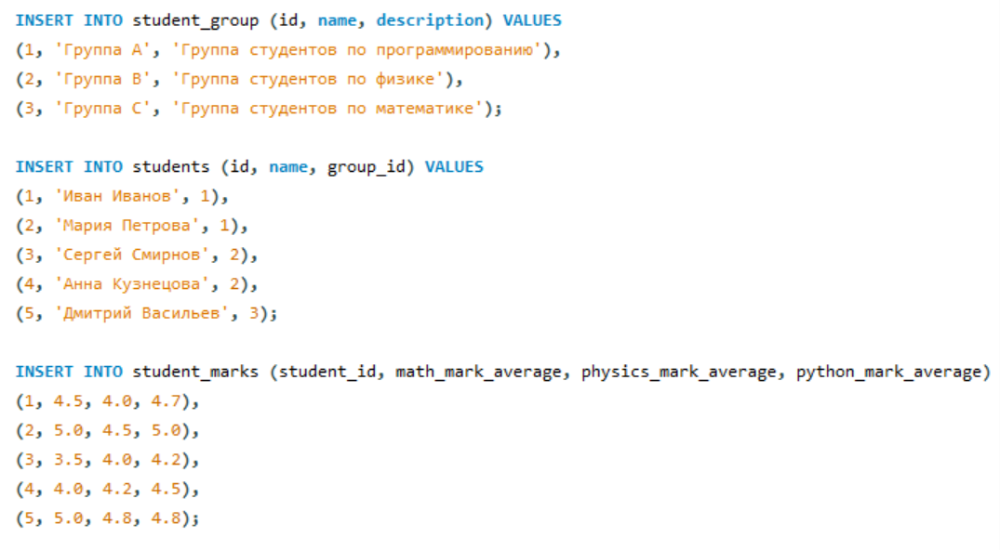 INSERT INTO student_group (id, name, description) VALUES
(1, 'Группа A', 'Группа студентов по программированию'),
(2, 'Группа B', 'Группа студентов по физике'),
(3, 'Группа C', 'Группа студентов по математике');
INSERT INTO students (id, name, group_id) VALUES
(1, 'Иван Иванов', 1),
(2, 'Мария Петрова', 1),
(3, 'Сергей Смирнов', 2),
(4, 'Анна Кузнецова', 2),
(5, 'Дмитрий Васильев', 3);
INSERT INTO student_marks (student_id, math_mark_average, physics_mark_average, python_mark_average)
(1, 4.5, 4.0, 4.7),
(2, 5.0, 4.5, 5.0),
(3, 3.5, 4.0, 4.2),
(4, 4.0, 4.2, 4.5),
(5, 5.0, 4.8, 4.8);